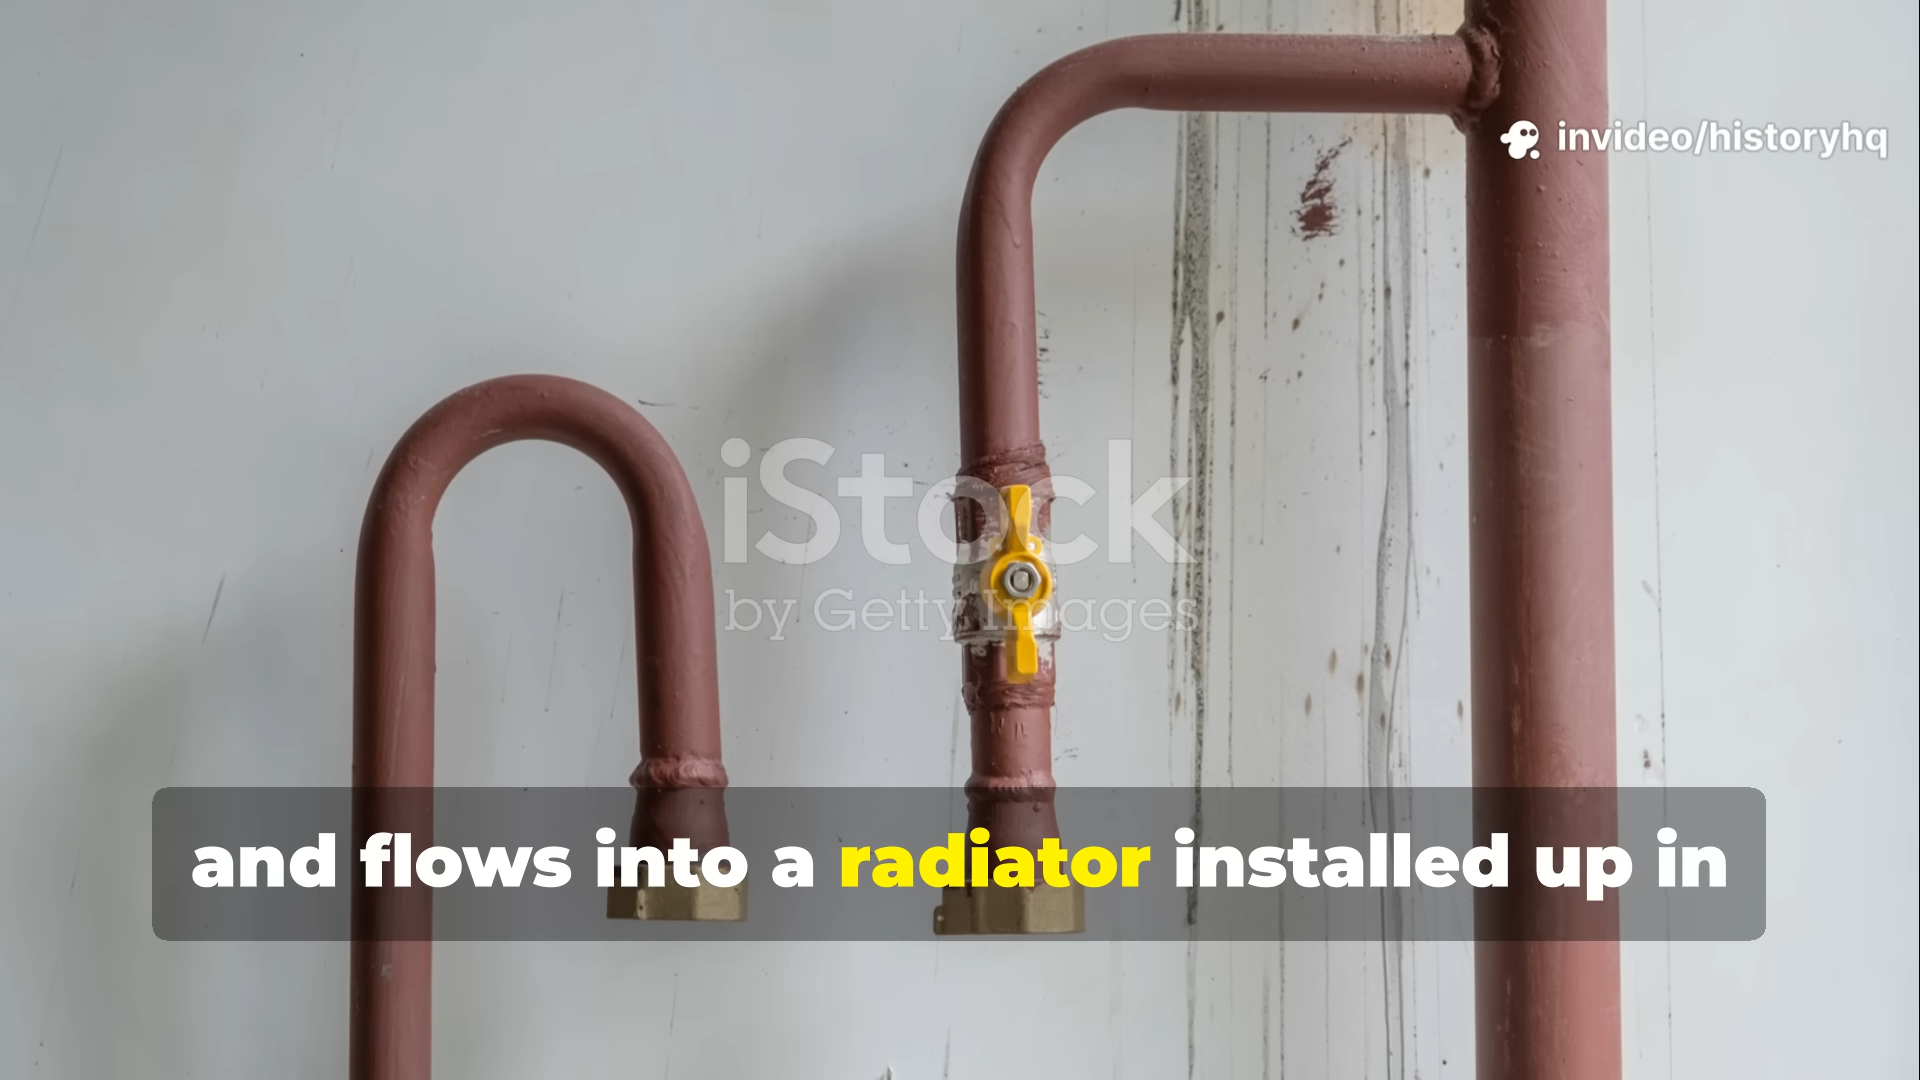 invideo/historyhq
iStock
by Getty Images
and flows into a radiator installed up in